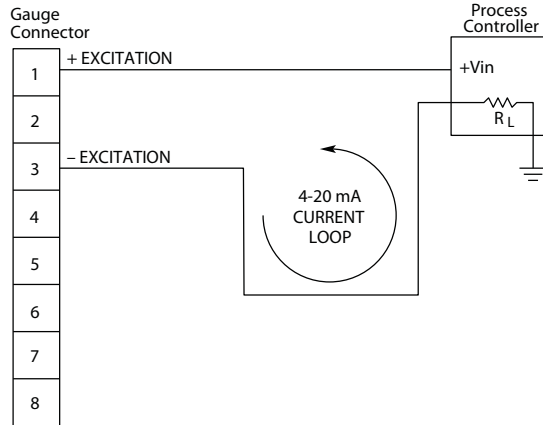 Gauge
Connector
Process
Controller
1
+ EXCITATION
+Vin
2
R L
3
– EXCITATION
4
4-20 mA
CURRENT
LOOP
5
6
7
8